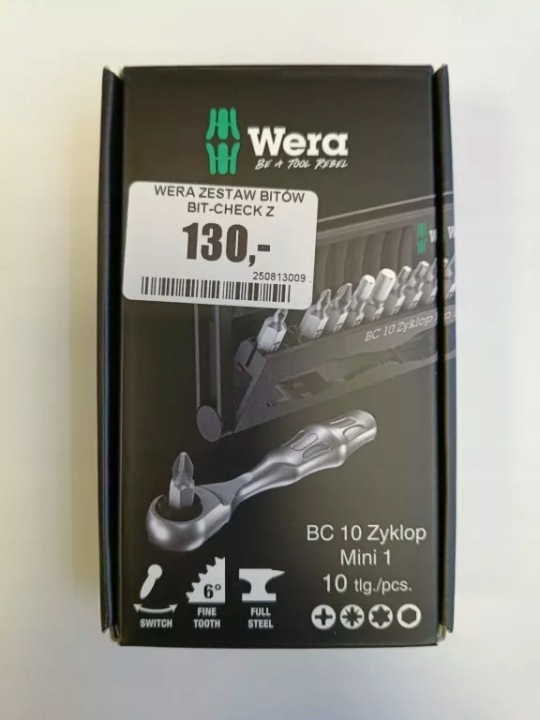 Wera
BE A TOOL REBEL
WERA ZESTAW BITÓW
BIT-CHECK Z
130,-
250813009
W
BC 10 Zyklop
BC 10 Zyklop
Mini 1
10 tlg./pcs.
6°
SWITCH
FINE
TOOTH
FULL
STEEL